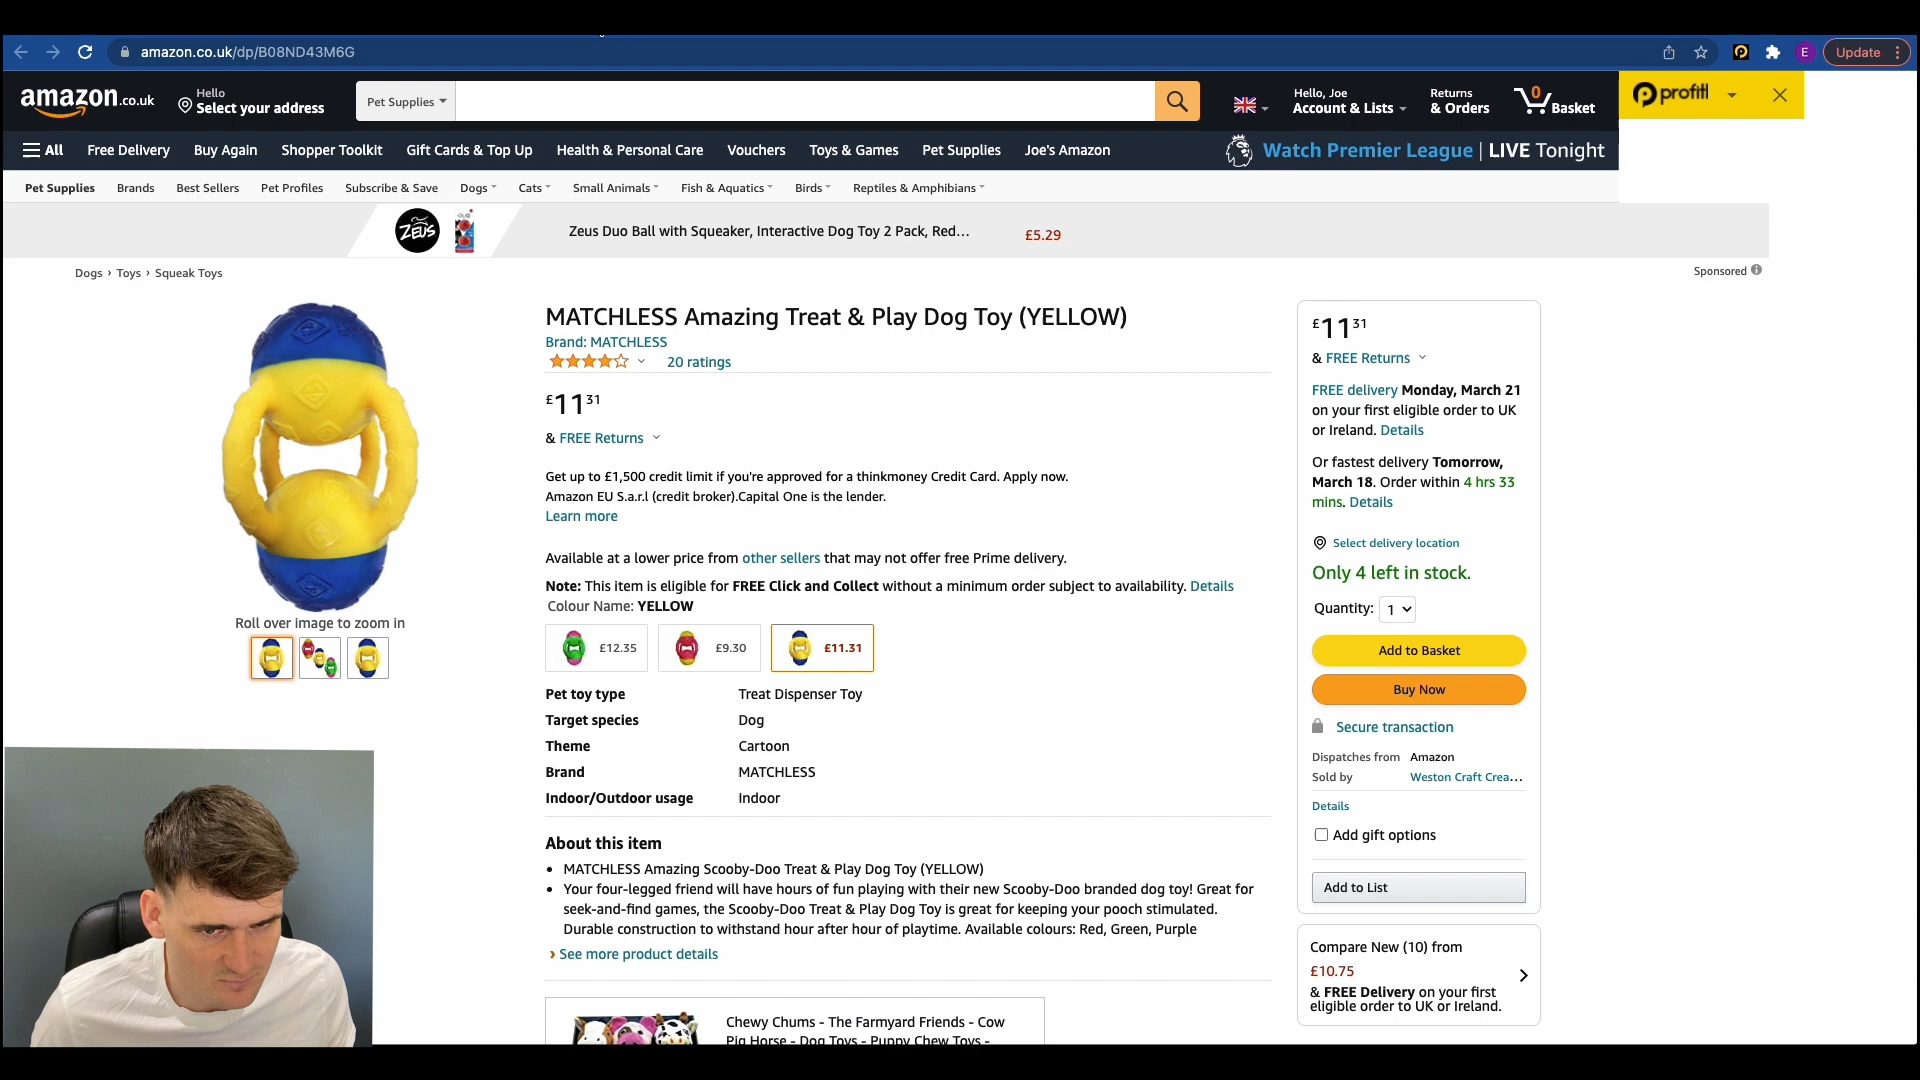 amazon.co.uk/dp/B08ND43M6G
E
Update
amazon.co.uk
Hello
Select your address
Pet Supplies
Hello, Joe
Account & Lists
Returns
& Orders
0
Basket
profitl
All
Free Delivery
Buy Again
Shopper Toolkit
Gift Cards & Top Up
Health & Personal Care
Vouchers
Toys & Games
Pet Supplies
Joe's Amazon
Watch Premier League | LIVE Tonight
Pet Supplies
Brands
Best Sellers
Pet Profiles
Subscribe & Save
Dogs
Cats
Small Animals
Fish & Aquatics
Birds
Reptiles & Amphibians
ZEUS
Zeus Duo Ball with Squeaker, Interactive Dog Toy 2 Pack, Red…
£5.29
Sponsored
Dogs › Toys › Squeak Toys
Roll over image to zoom in
MATCHLESS Amazing Treat & Play Dog Toy (YELLOW)
Brand: MATCHLESS
20 ratings
£1131
& FREE Returns
Get up to £1,500 credit limit if you're approved for a thinkmoney Credit Card. Apply now.
Amazon EU S.a.r.l (credit broker).Capital One is the lender.
Learn more
Available at a lower price from other sellers that may not offer free Prime delivery.
Note: This item is eligible for FREE Click and Collect without a minimum order subject to availability. Details
Colour Name: YELLOW
£12.35
£9.30
£11.31
Pet toy type Treat Dispenser Toy
Target species Dog
Theme Cartoon
Brand MATCHLESS
Indoor/Outdoor usage Indoor
About this item
• MATCHLESS Amazing Scooby-Doo Treat & Play Dog Toy (YELLOW)
• Your four-legged friend will have hours of fun playing with their new Scooby-Doo branded dog toy! Great for
seek-and-find games, the Scooby-Doo Treat & Play Dog Toy is great for keeping your pooch stimulated.
Durable construction to withstand hour after hour of playtime. Available colours: Red, Green, Purple
› See more product details
Chewy Chums - The Farmyard Friends - Cow
Pig Horse - Dog Toys - Puppy Chew Toys -
£1131
& FREE Returns
FREE delivery Monday, March 21
on your first eligible order to UK
or Ireland. Details
Or fastest delivery Tomorrow,
March 18. Order within 4 hrs 33
mins. Details
Select delivery location
Only 4 left in stock.
Quantity: 1
Add to Basket
Buy Now
Secure transaction
Dispatches from Amazon
Sold by Weston Craft Crea…
Details
Add gift options
Add to List
Compare New (10) from
£10.75
& FREE Delivery on your first
eligible order to UK or Ireland.